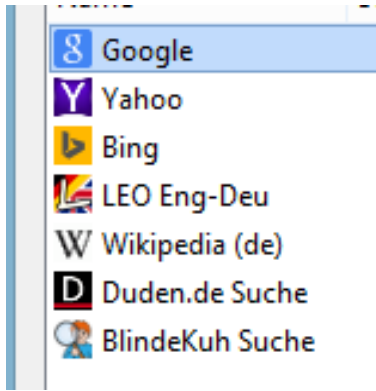 Google
Yahoo
Bing
LEO Eng-Deu
Wikipedia (de)
Duden.de Suche
BlindeKuh Suche